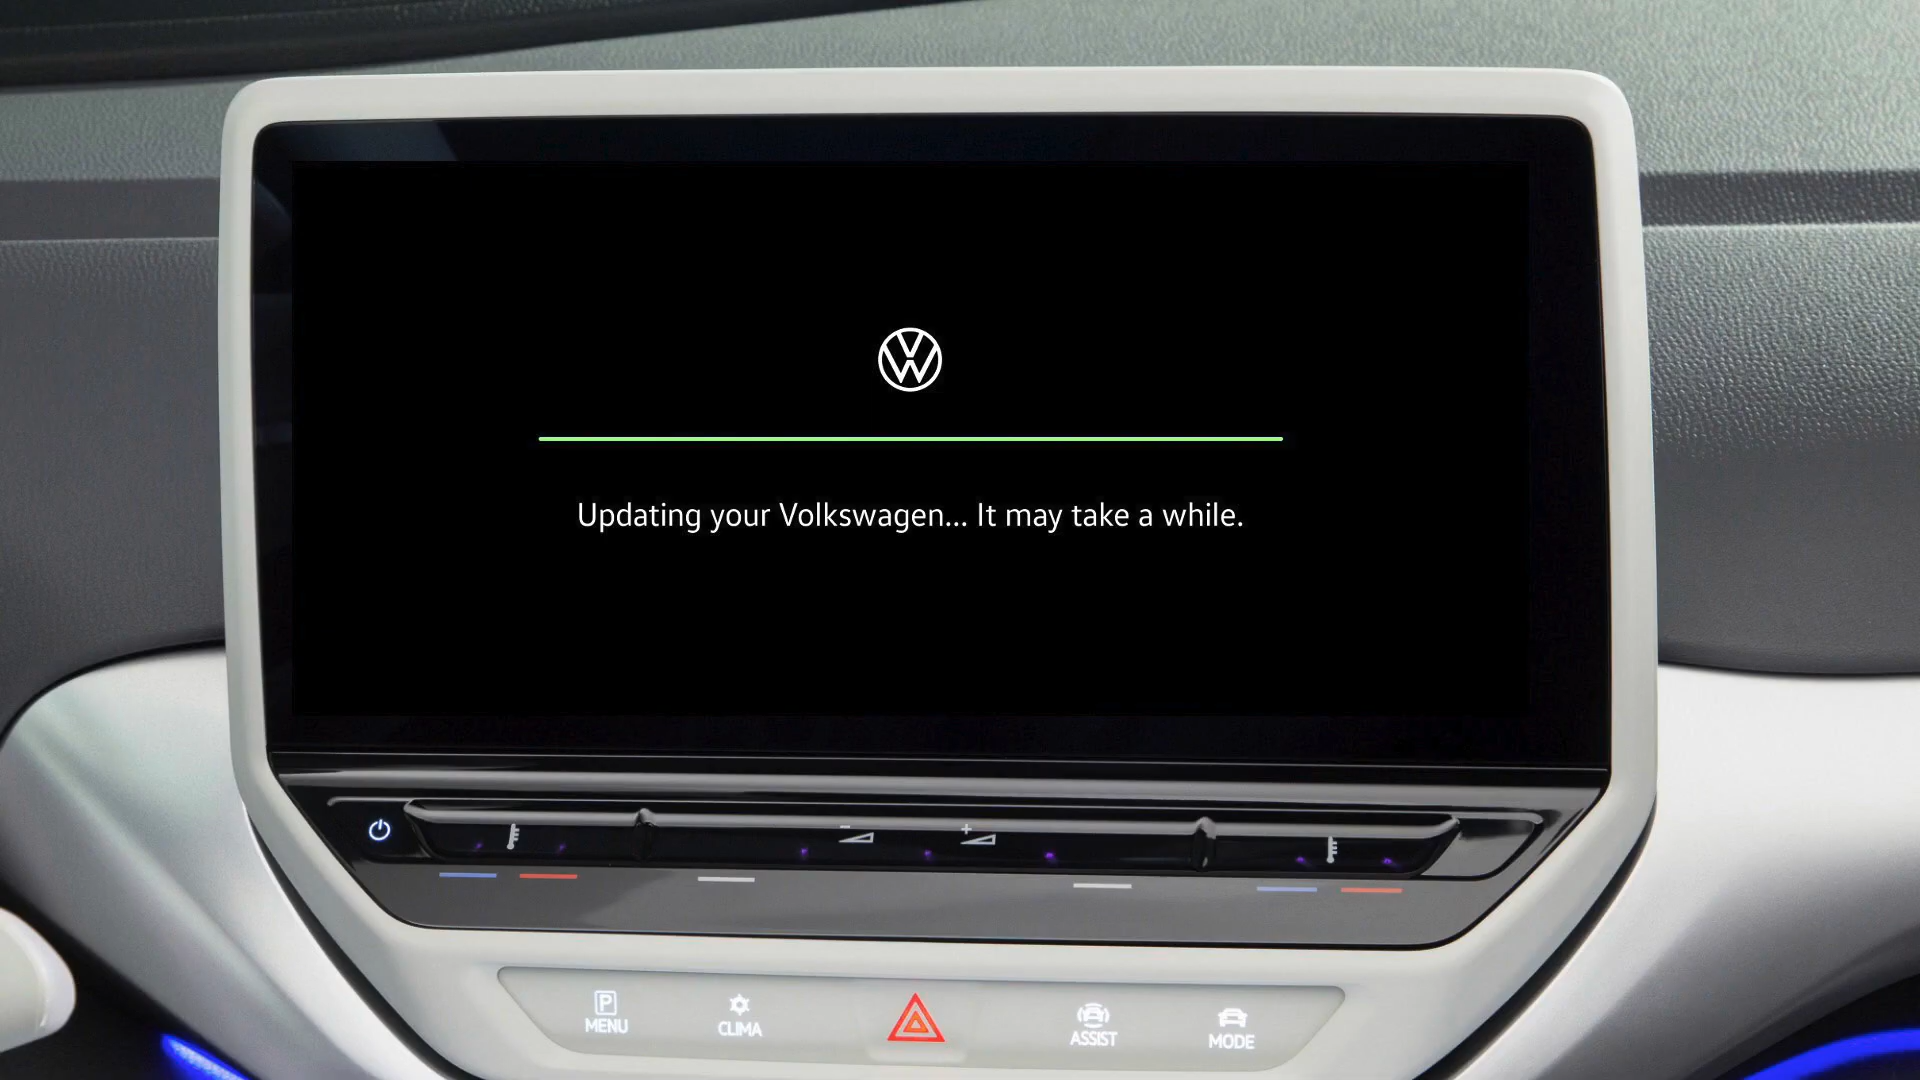 Updating your Volkswagen... It may take a while.
P
MENU
CLIMA
ASSIST
MODE